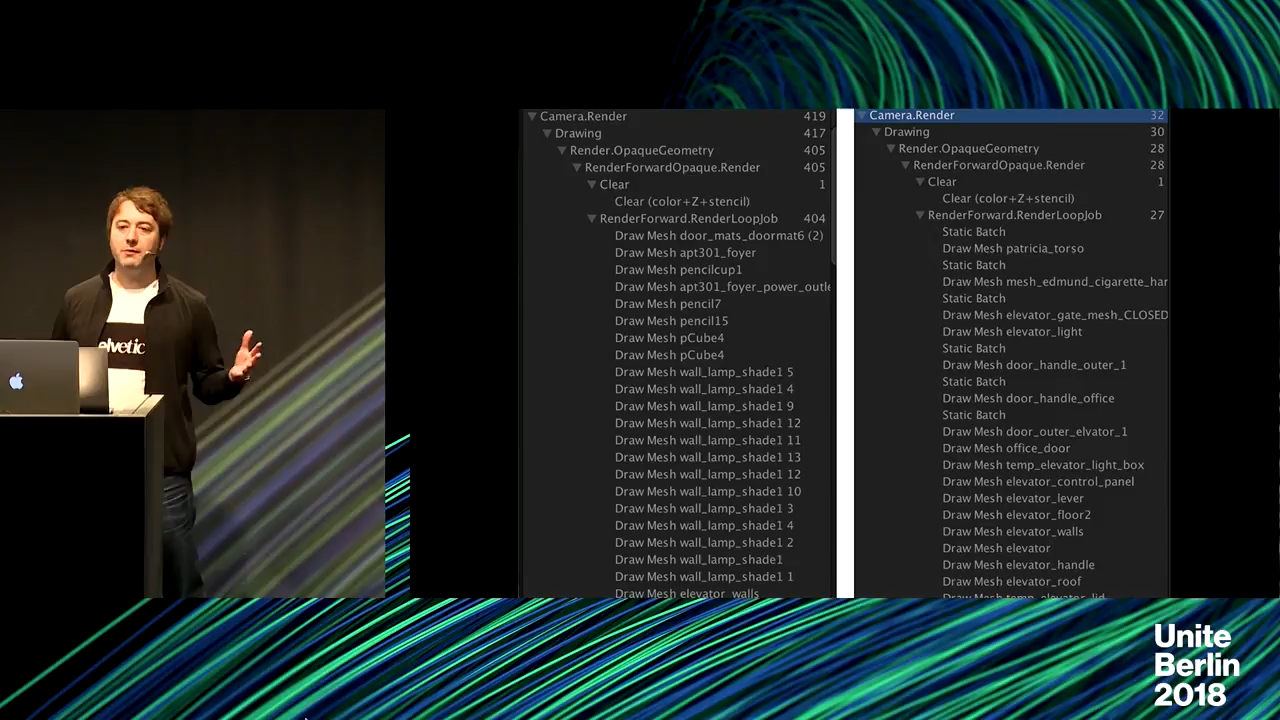 elvetic
Camera.Render 419
Drawing 417
Render.OpaqueGeometry 405
RenderForwardOpaque.Render 405
Clear 1
Clear (color+Z+stencil)
RenderForward.RenderLoopJob 404
Draw Mesh door_mats_doormat6 (2)
Draw Mesh apt301_foyer
Draw Mesh pencilcup1
Draw Mesh apt301_foyer_power_outle
Draw Mesh pencil7
Draw Mesh pencil15
Draw Mesh pCube4
Draw Mesh pCube4
Draw Mesh wall_lamp_shade1 5
Draw Mesh wall_lamp_shade1 4
Draw Mesh wall_lamp_shade1 9
Draw Mesh wall_lamp_shade1 12
Draw Mesh wall_lamp_shade1 11
Draw Mesh wall_lamp_shade1 13
Draw Mesh wall_lamp_shade1 12
Draw Mesh wall_lamp_shade1 10
Draw Mesh wall_lamp_shade1 3
Draw Mesh wall_lamp_shade1 4
Draw Mesh wall_lamp_shade1 2
Draw Mesh wall_lamp_shade1
Draw Mesh wall_lamp_shade1 1
Draw Mesh elevator_walls
Camera.Render 32
Drawing 30
Render.OpaqueGeometry 28
RenderForwardOpaque.Render 28
Clear 1
Clear (color+Z+stencil)
RenderForward.RenderLoopJob 27
Static Batch
Draw Mesh patricia_torso
Static Batch
Draw Mesh mesh_edmund_cigarette_har
Static Batch
Draw Mesh elevator_gate_mesh_CLOSED
Draw Mesh elevator_light
Static Batch
Draw Mesh door_handle_outer_1
Static Batch
Draw Mesh door_handle_office
Static Batch
Draw Mesh door_outer_elvator_1
Draw Mesh office_door
Draw Mesh temp_elevator_light_box
Draw Mesh elevator_control_panel
Draw Mesh elevator_lever
Draw Mesh elevator_floor2
Draw Mesh elevator_walls
Draw Mesh elevator
Draw Mesh elevator_handle
Draw Mesh elevator_roof
Draw Mesh temp_elevator_lid
Unite
Berlin
2018